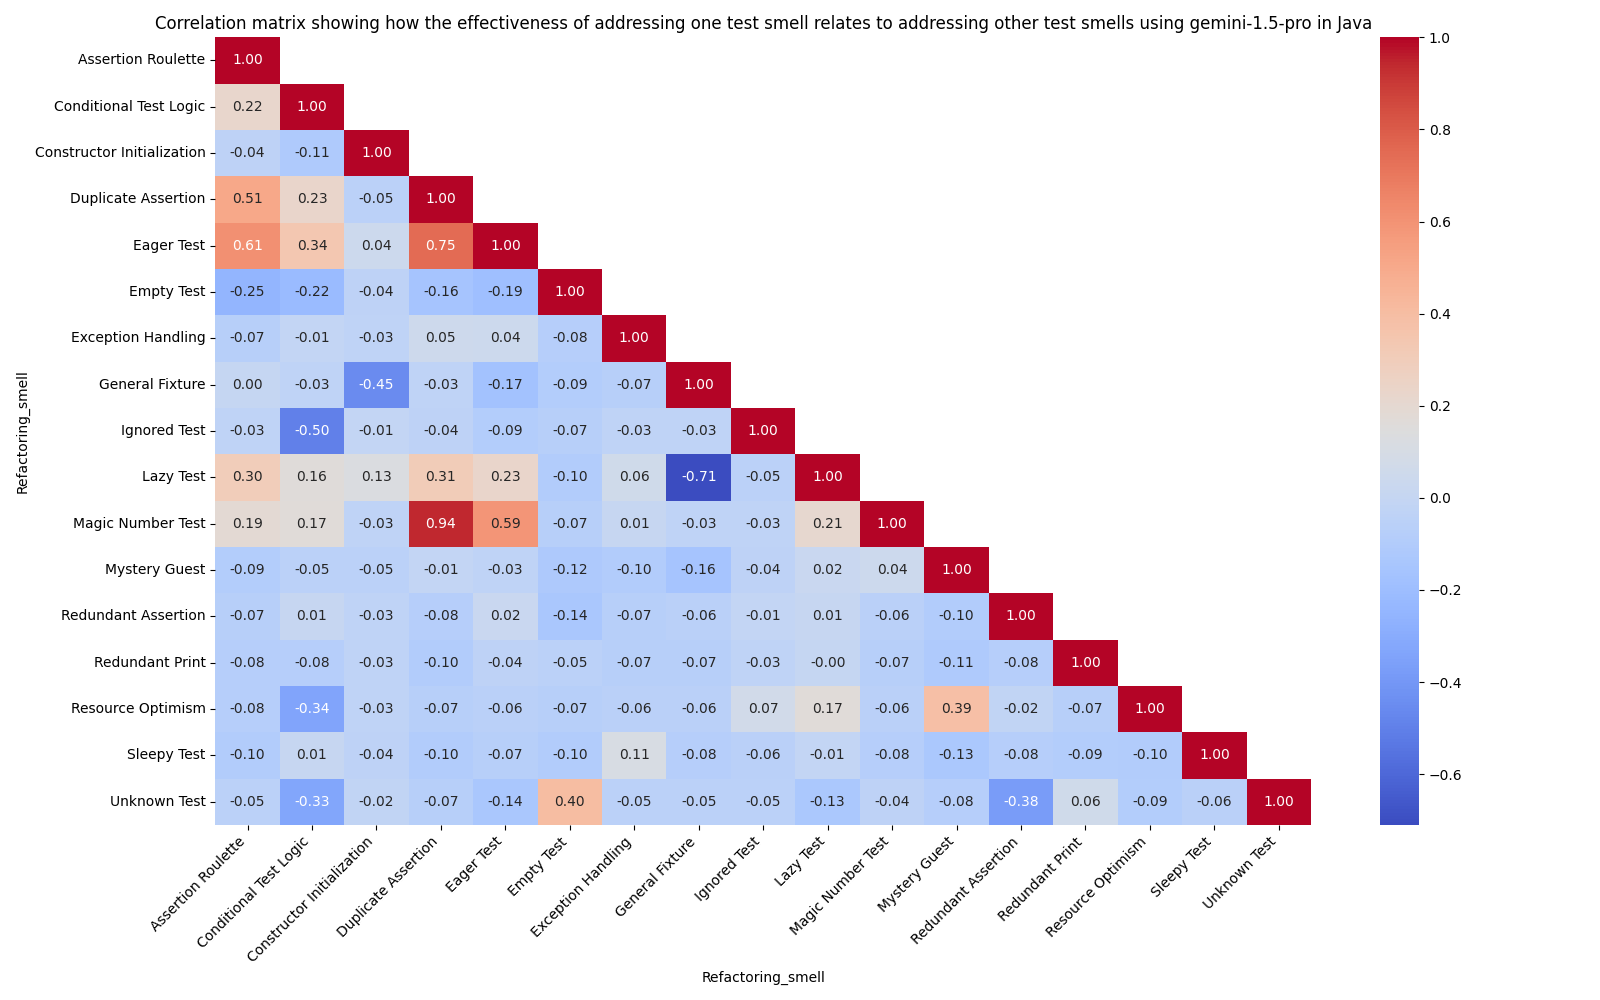 Correlation matrix showing how the effectiveness of addressing one test smell relates to addressing other test smells using gemini-1.5-pro in Java
Refactoring_smell
Assertion Roulette 1.00
Conditional Test Logic 0.22 1.00
Constructor Initialization -0.04 -0.11 1.00
Duplicate Assertion 0.51 0.23 -0.05 1.00
Eager Test 0.61 0.34 0.04 0.75 1.00
Empty Test -0.25 -0.22 -0.04 -0.16 -0.19 1.00
Exception Handling -0.07 -0.01 -0.03 0.05 0.04 -0.08 1.00
General Fixture 0.00 -0.03 -0.45 -0.03 -0.17 -0.09 -0.07 1.00
Ignored Test -0.03 -0.50 -0.01 -0.04 -0.09 -0.07 -0.03 -0.03 1.00
Lazy Test 0.30 0.16 0.13 0.31 0.23 -0.10 0.06 -0.71 -0.05 1.00
Magic Number Test 0.19 0.17 -0.03 0.94 0.59 -0.07 0.01 -0.03 -0.03 0.21 1.00
Mystery Guest -0.09 -0.05 -0.05 -0.01 -0.03 -0.12 -0.10 -0.16 -0.04 0.02 0.04 1.00
Redundant Assertion -0.07 0.01 -0.03 -0.08 0.02 -0.14 -0.07 -0.06 -0.01 0.01 -0.06 -0.10 1.00
Redundant Print -0.08 -0.08 -0.03 -0.10 -0.04 -0.05 -0.07 -0.07 -0.03 -0.00 -0.07 -0.11 -0.08 1.00
Resource Optimism -0.08 -0.34 -0.03 -0.07 -0.06 -0.07 -0.06 -0.06 0.07 0.17 -0.06 0.39 -0.02 -0.07 1.00
Sleepy Test -0.10 0.01 -0.04 -0.10 -0.07 -0.10 0.11 -0.08 -0.06 -0.01 -0.08 -0.13 -0.08 -0.09 -0.10 1.00
Unknown Test -0.05 -0.33 -0.02 -0.07 -0.14 0.40 -0.05 -0.05 -0.05 -0.13 -0.04 -0.08 -0.38 0.06 -0.09 -0.06 1.00
Assertion Roulette
Conditional Test Logic
Constructor Initialization
Duplicate Assertion
Eager Test
Empty Test
Exception Handling
General Fixture
Ignored Test
Lazy Test
Magic Number Test
Mystery Guest
Redundant Assertion
Redundant Print
Resource Optimism
Sleepy Test
Unknown Test
Refactoring_smell
1.0
0.8
0.6
0.4
0.2
0.0
−0.2
−0.4
−0.6